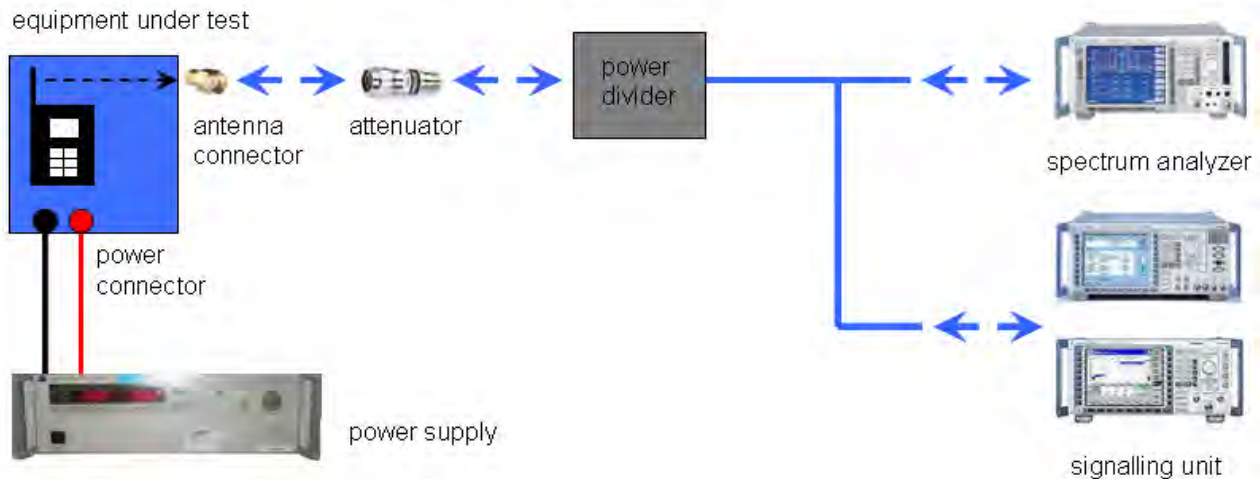 equipment under test
antenna
connector
attenuator
power
divider
spectrum analyzer
power
connector
power supply
signalling unit